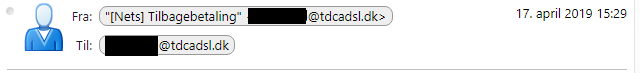 Fra: "[Nets] Tilbagebetaling" @tdcadsl.dk> 17. april 2019 15:29
Til: @tdcadsl.dk